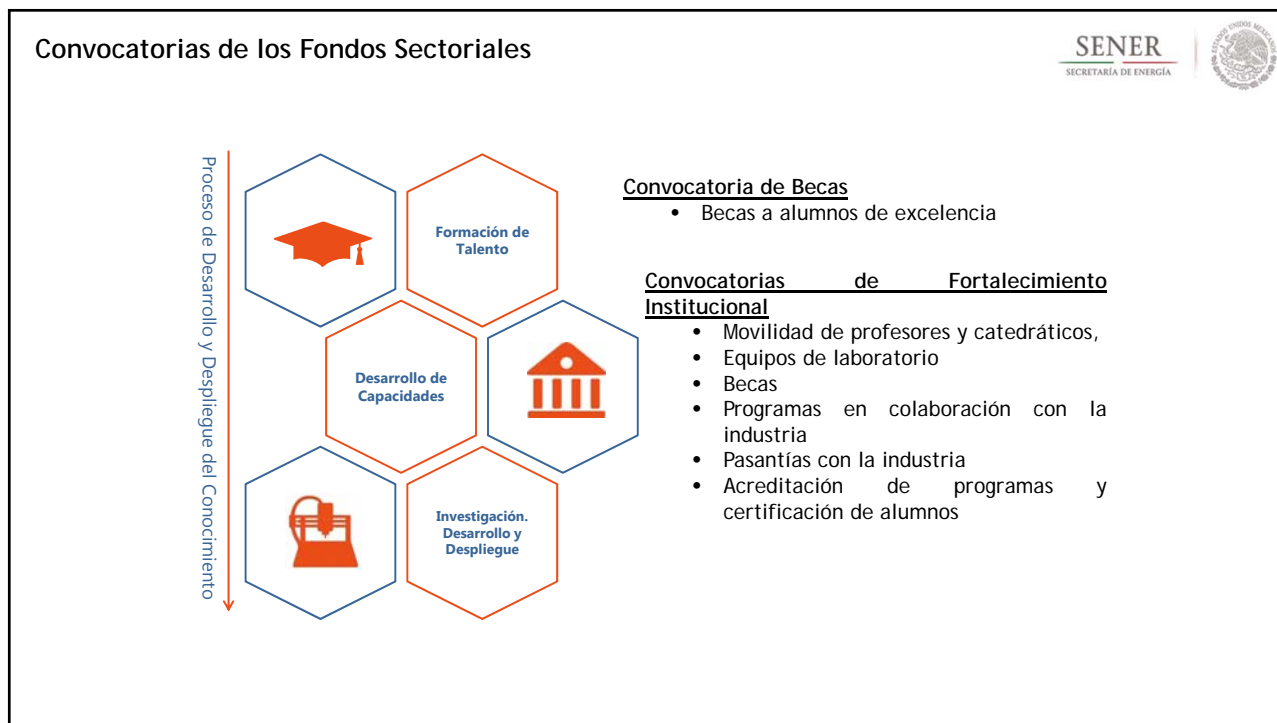 Convocatorias de los Fondos Sectoriales
SENER
SECRETARÍA DE ENERGÍA
ESTADOS UNIDOS MEXICANOS
Proceso de Desarrollo y Despliegue del Conocimiento
Formación de
Talento
Desarrollo de
Capacidades
Investigación.
Desarrollo y
Despliegue
Convocatoria de Becas
• Becas a alumnos de excelencia
Convocatorias de Fortalecimiento
Institucional
• Movilidad de profesores y catedráticos,
• Equipos de laboratorio
• Becas
• Programas en colaboración con la
industria
• Pasantías con la industria
• Acreditación de programas y
certificación de alumnos